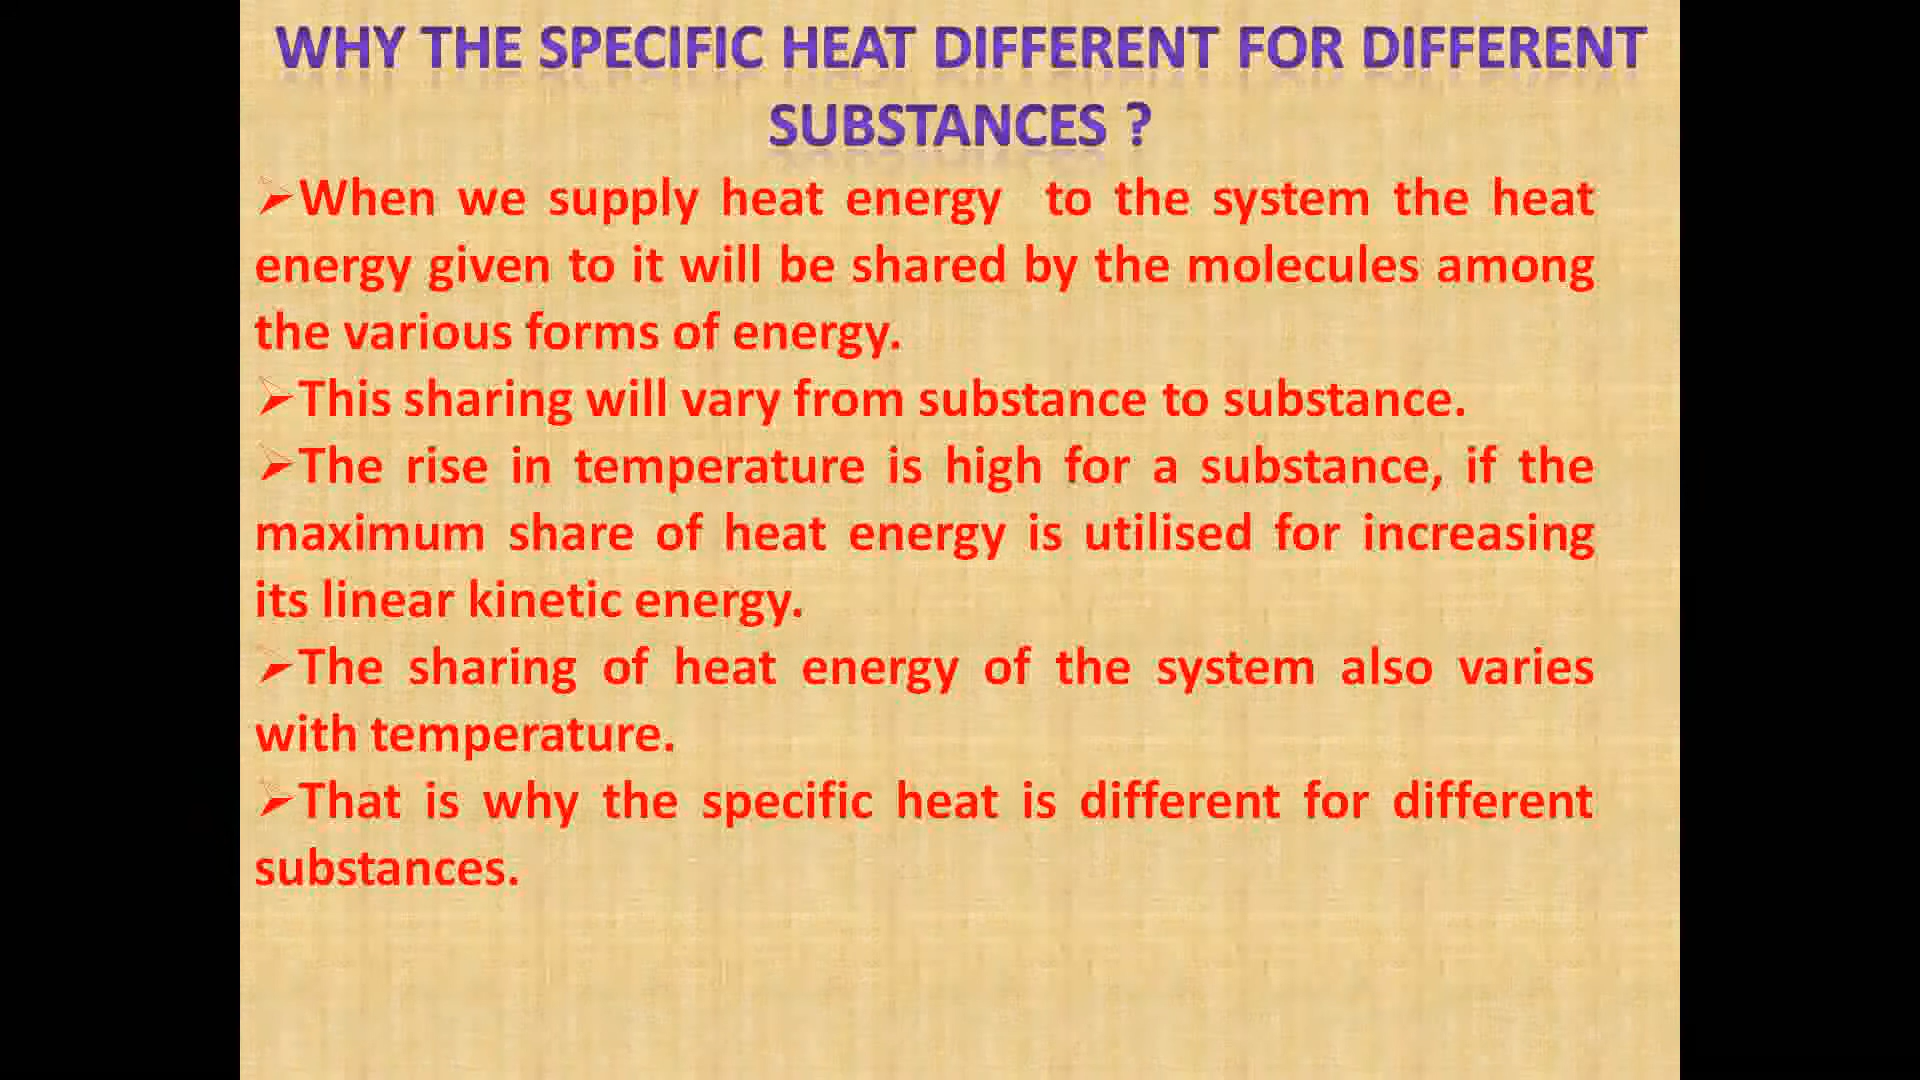 WHY THE SPECIFIC HEAT DIFFERENT FOR DIFFERENT
SUBSTANCES ?
➢When we supply heat energy to the system the heat
energy given to it will be shared by the molecules among
the various forms of energy.
➢This sharing will vary from substance to substance.
➢The rise in temperature is high for a substance, if the
maximum share of heat energy is utilised for increasing
its linear kinetic energy.
➢The sharing of heat energy of the system also varies
with temperature.
➢That is why the specific heat is different for different
substances.